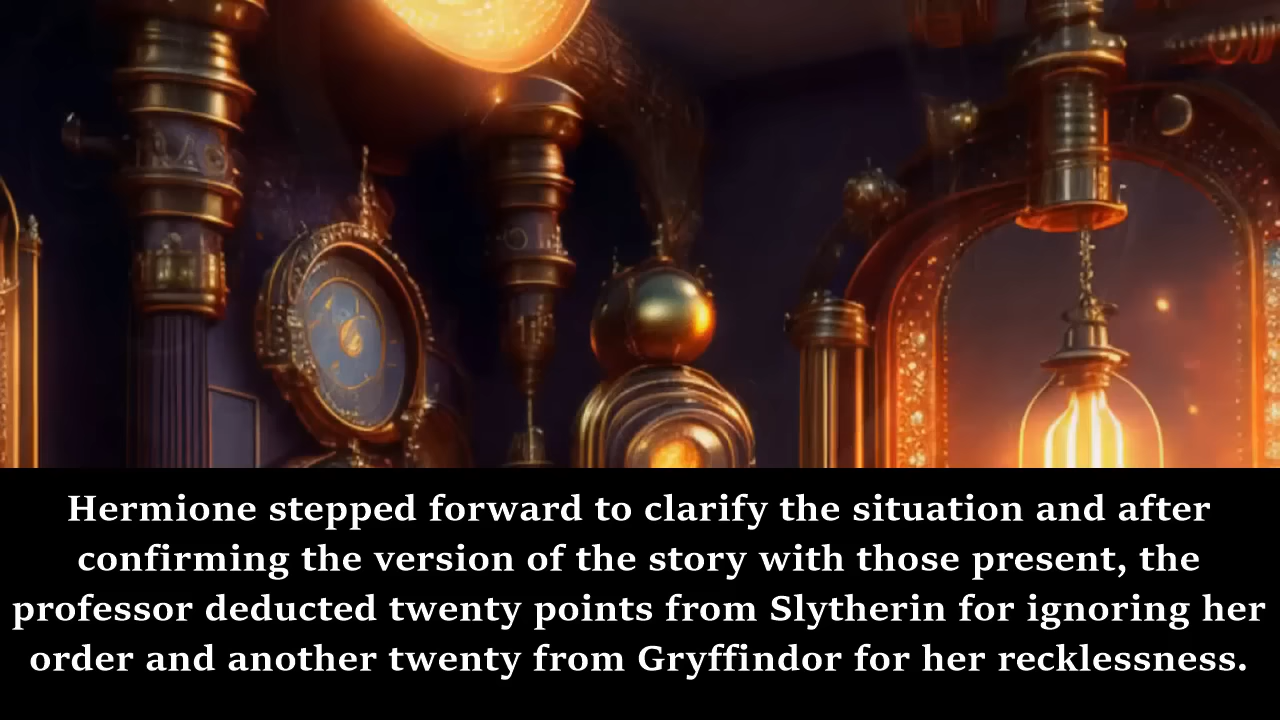 Hermione stepped forward to clarify the situation and after
confirming the version of the story with those present, the
professor deducted twenty points from Slytherin for ignoring her
order and another twenty from Gryffindor for her recklessness.